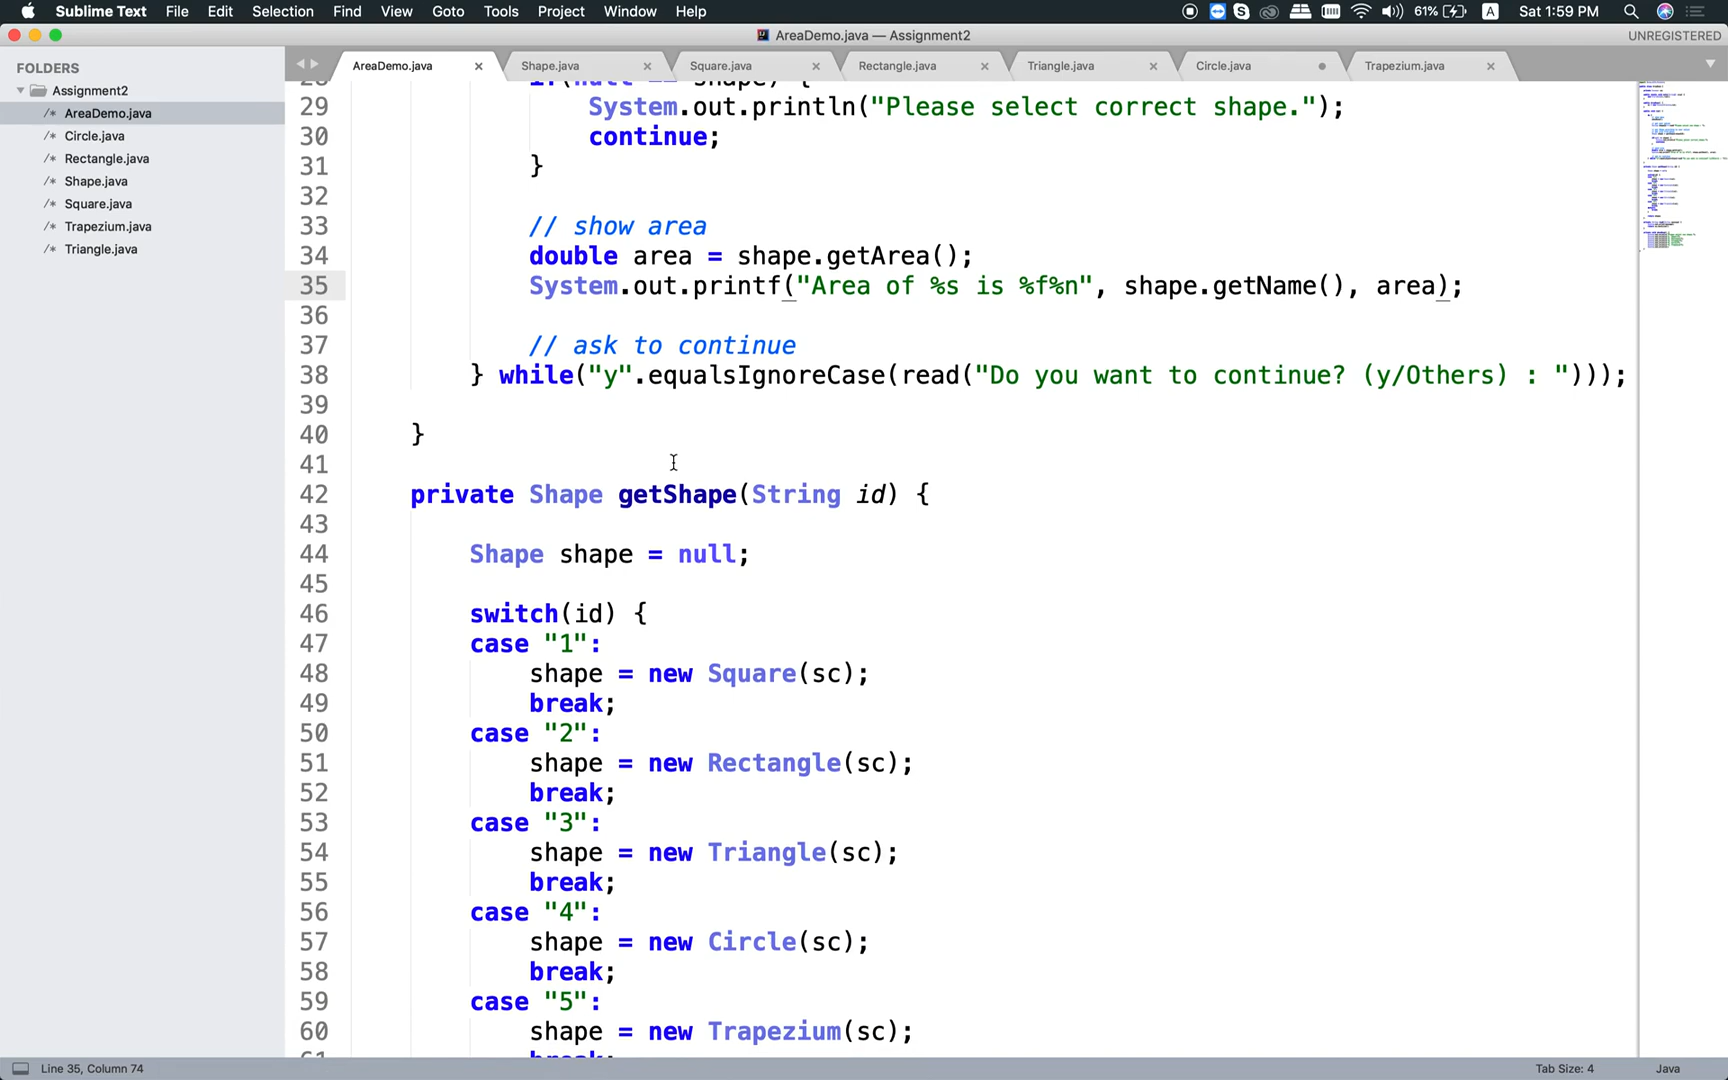 Sublime Text File Edit Selection Find View Goto Tools Project Window Help 61% A Sat 1:59 PM
AreaDemo.java — Assignment2 UNREGISTERED
FOLDERS
Assignment2
/* AreaDemo.java
/* Circle.java
/* Rectangle.java
/* Shape.java
/* Square.java
/* Trapezium.java
/* Triangle.java
AreaDemo.java Shape.java Square.java Rectangle.java Triangle.java Circle.java Trapezium.java
28 if(null == shape) {
29 System.out.println("Please select correct shape.");
30 continue;
31 }
32
33 // show area
34 double area = shape.getArea();
35 System.out.printf("Area of %s is %f%n", shape.getName(), area);
36
37 // ask to continue
38 } while("y".equalsIgnoreCase(read("Do you want to continue? (y/Others) : ")));
39
40 }
41
42 private Shape getShape(String id) {
43
44 Shape shape = null;
45
46 switch(id) {
47 case "1":
48 shape = new Square(sc);
49 break;
50 case "2":
51 shape = new Rectangle(sc);
52 break;
53 case "3":
54 shape = new Triangle(sc);
55 break;
56 case "4":
57 shape = new Circle(sc);
58 break;
59 case "5":
60 shape = new Trapezium(sc);
61 break;
Line 35, Column 74 Tab Size: 4 Java